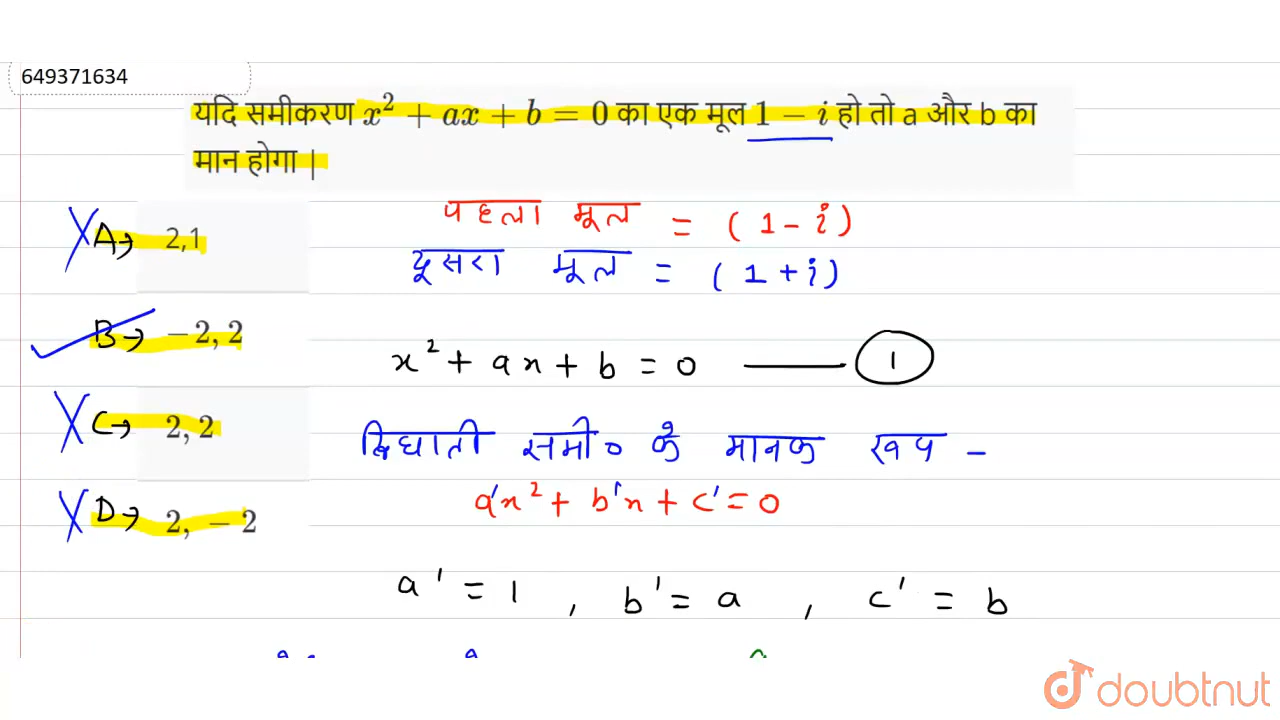 649371634
यदि समीकरण x² + ax + b = 0 का एक मूल 1 − i हो तो a और b का
मान होगा |
A→ 2,1
B→ −2, 2
C→ 2, 2
D→ 2, −2
पहला मूल = (1 - i)
दूसरा मूल = (1 + i)
x² + ax + b = 0 —— 1
द्विघाती समी० के मानक रूप -
a'x² + b'x + c' = 0
a' = 1 , b' = a , c' = b
doubtnut